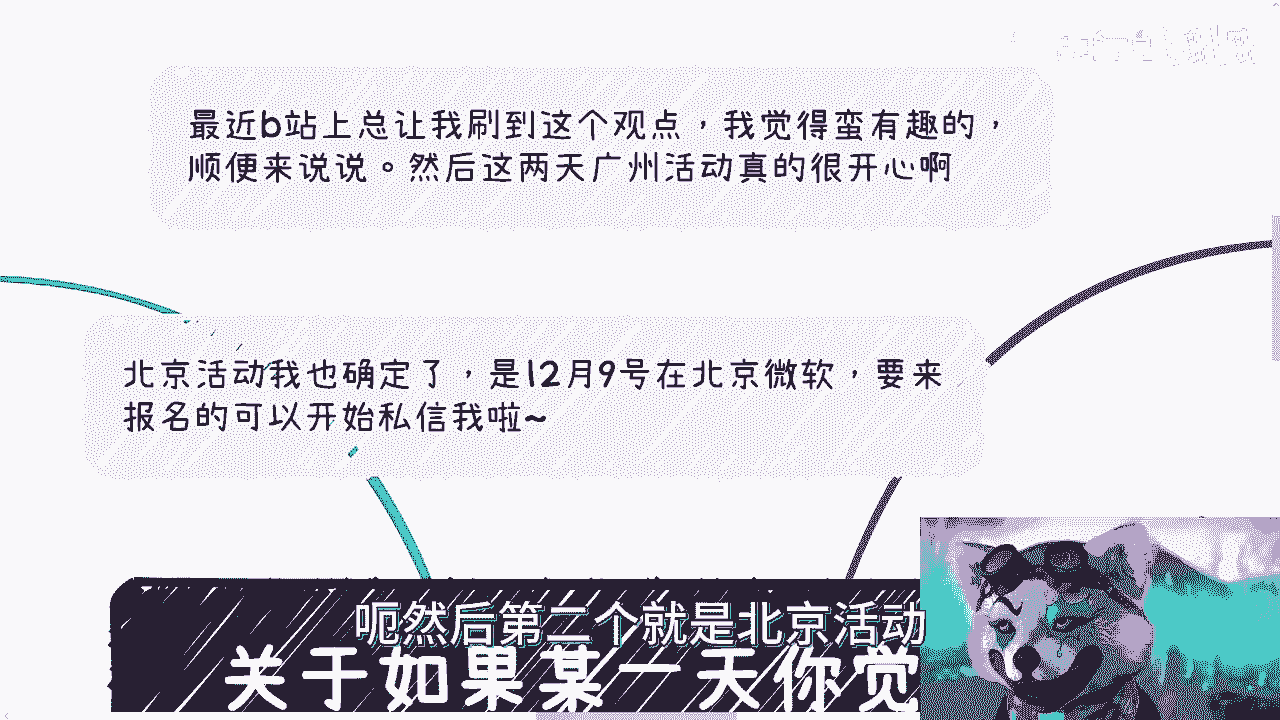 最近b站上总让我刷到这个观点，我觉得蛮有趣的，
顺便来说说。然后这两天广州活动真的很开心啊
北京活动我也确定了，是12月9号在北京微软，要来
报名的可以开始私信我啦~
呃然后第二个就是北京活动
关于如果某一天你觉